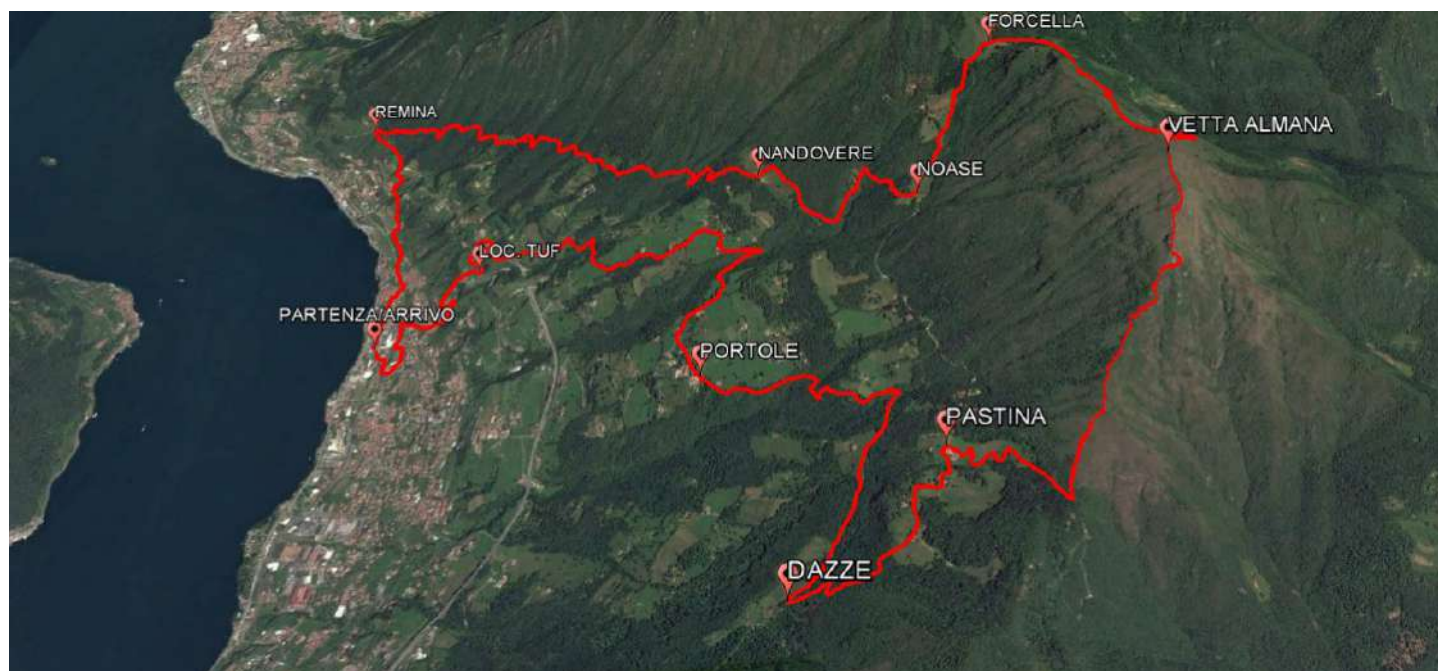 FORCELLA
REMINA
VETTA ALMANA
NANDOVERE
NOASE
LOC. TUF
PARTENZA/ARRIVO
PORTOLE
PASTINA
DAZZE